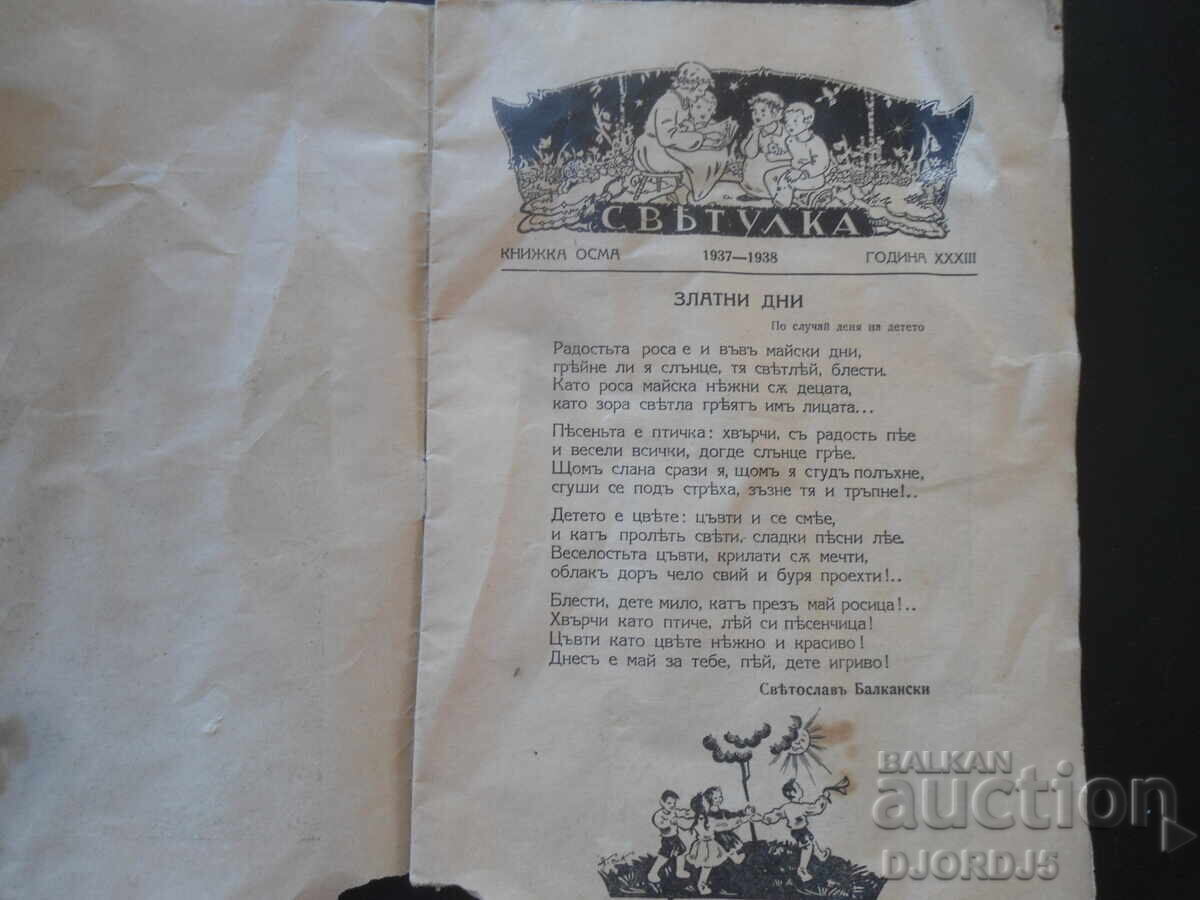 СВѢТУЛКА
КНИЖКА ОСМА 1937—1938 ГОДИНА XXXIII
ЗЛАТНИ ДНИ
По случай деня на детето
Радостьта роса е и въвъ майски дни,
грѣйне ли я слънце, тя свѣтлѣй, блести.
Като роса майска нѣжни сѫ децата,
като зора свѣтла грѣятъ имъ лицата...
Пѣсеньта е птичка: хвърчи, съ радость пѣе
и весели всички, догде слънце грѣе.
Щомъ слана срази я, щомъ я студъ полъхне,
сгуши се подъ стрѣха, зъзне тя и тръпне!..
Детето е цвѣте: цъвти и се смѣе,
и катъ пролѣть свѣти, сладки пѣсни лѣе.
Веселостьта цъвти, крилати сѫ мечти,
облакъ доръ чело свий и буря проехти!..
Блести, дете мило, катъ презъ май росица!..
Хвърчи като птиче, лѣй си пѣсенчица!
Цъвти като цвѣте нѣжно и красиво!
Днесъ е май за тебе, пѣй, дете игриво!
Свѣтославъ Балкански
BALKAN
auction
DJORDJ5